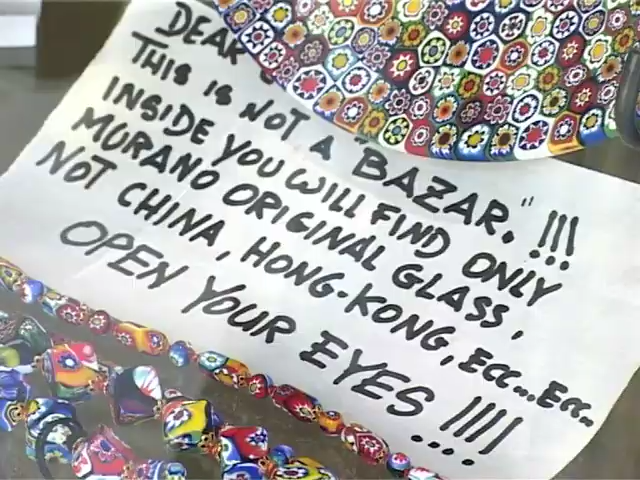 DEAR
THIS IS NOT A "BAZAR." !!!
INSIDE YOU WILL FIND ONLY
MURANO ORIGINAL GLASS,
NOT CHINA, HONG-KONG, ECC...ECC..
OPEN YOUR EYES !!!!